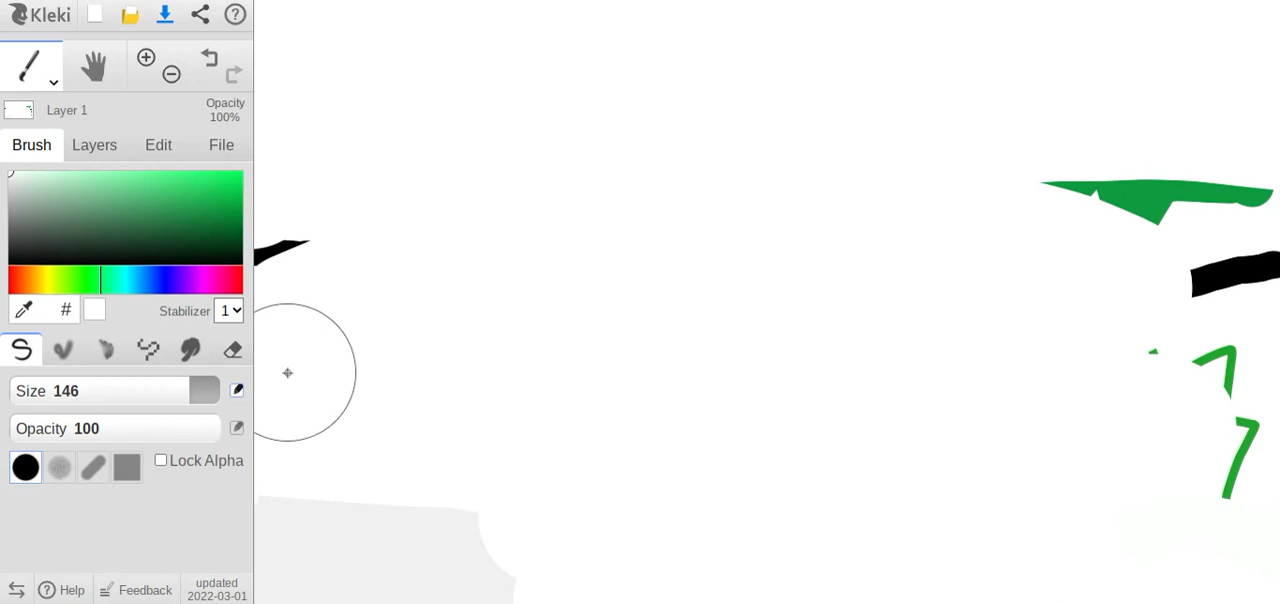 Kleki
Layer 1
Opacity
100%
Brush
Layers
Edit
File
#
Stabilizer 1
Size 146
Opacity 100
Lock Alpha
Help
Feedback
updated
2022-03-01